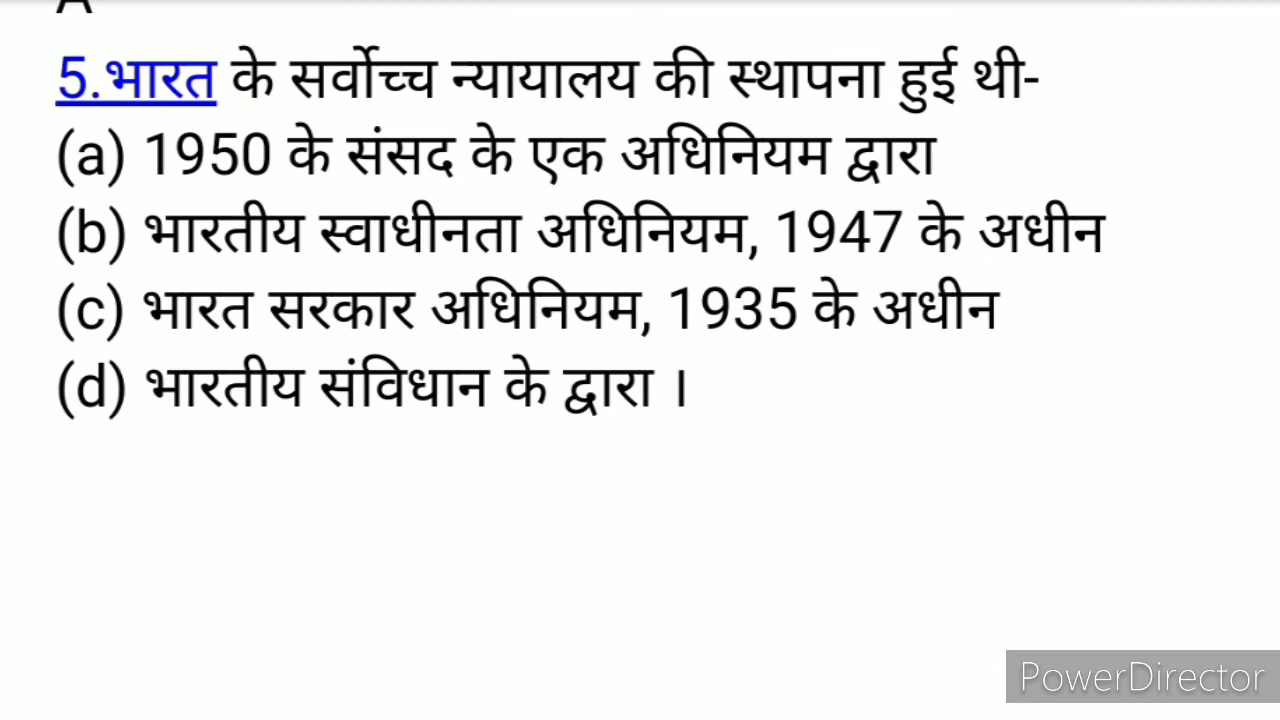 5.भारत के सर्वोच्च न्यायालय की स्थापना हुई थी-
(a) 1950 के संसद के एक अधिनियम द्वारा
(b) भारतीय स्वाधीनता अधिनियम, 1947 के अधीन
(c) भारत सरकार अधिनियम, 1935 के अधीन
(d) भारतीय संविधान के द्वारा ।
PowerDirector